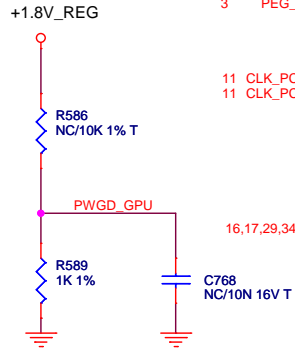 3 PEG_
+1.8V_REG
11 CLK_PC
11 CLK_PC
R586
NC/10K 1% T
PWGD_GPU
16,17,29,34
R589
1K 1%
C768
NC/10N 16V T